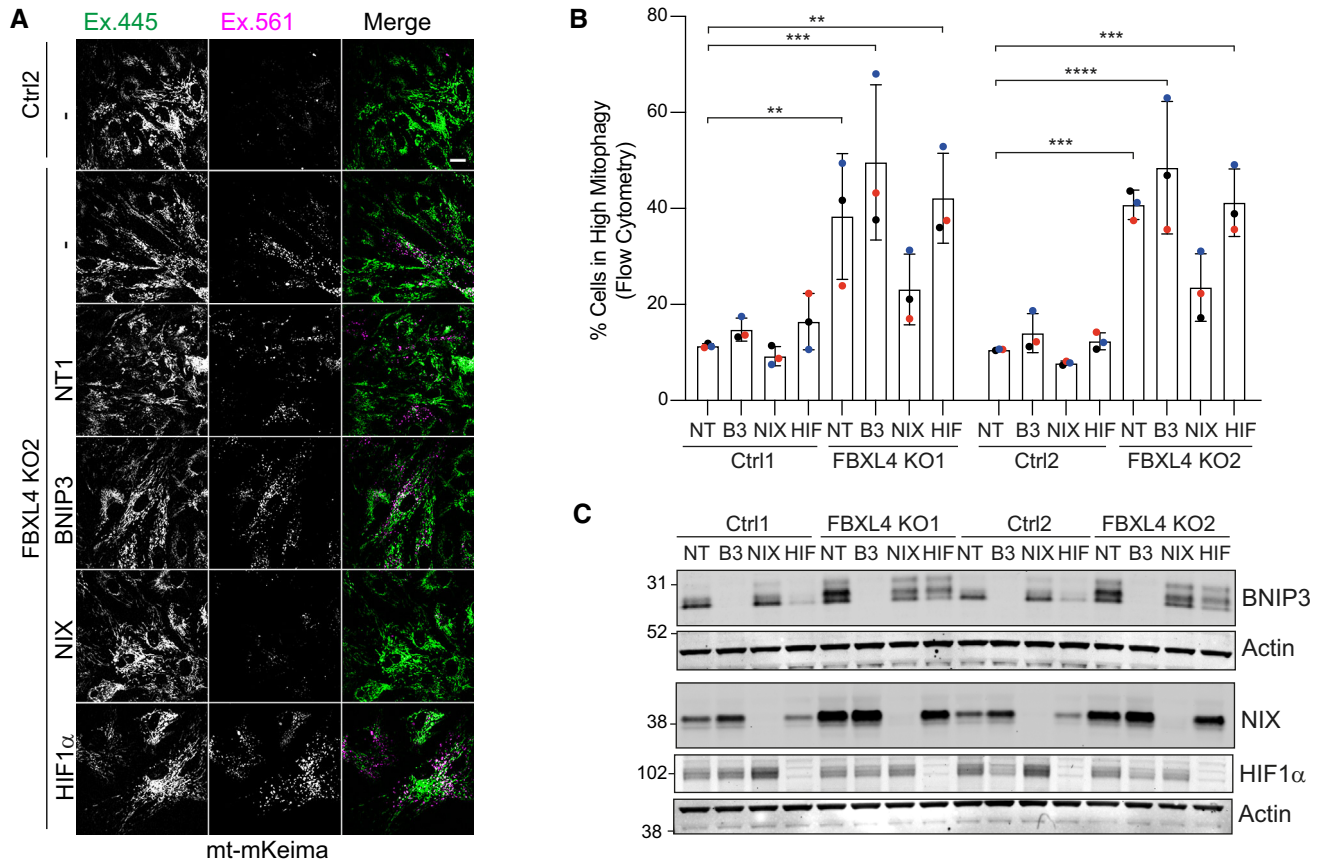 A
Ex.445 Ex.561 Merge
Ctrl2
-
FBXL4 KO2
-
NT1
BNIP3
NIX
HIF1α
mt-mKeima
B
% Cells in High Mitophagy
(Flow Cytometry)
80
60
40
20
0
** 
***
**
***
****
***
NT B3 NIX HIF NT B3 NIX HIF NT B3 NIX HIF NT B3 NIX HIF
Ctrl1 FBXL4 KO1 Ctrl2 FBXL4 KO2
C
Ctrl1 FBXL4 KO1 Ctrl2 FBXL4 KO2
NT B3 NIX HIF NT B3 NIX HIF NT B3 NIX HIF NT B3 NIX HIF
31 BNIP3
52
Actin
38 NIX
102 HIF1α
Actin
38